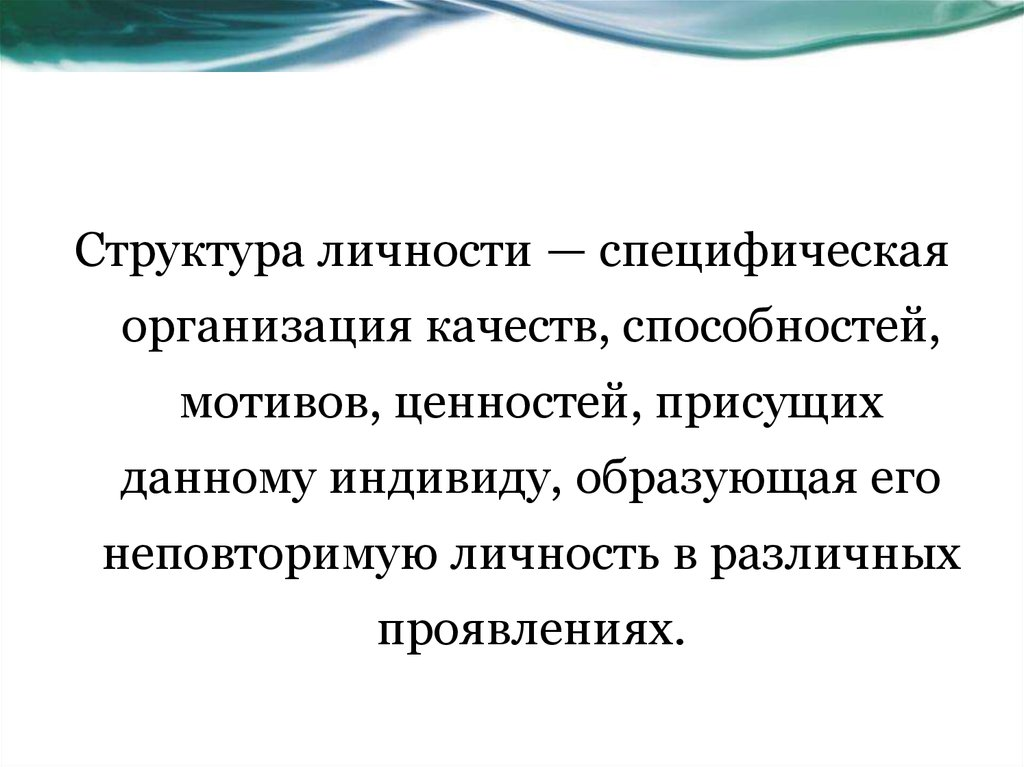 Структура личности — специфическая
организация качеств, способностей,
мотивов, ценностей, присущих
данному индивиду, образующая его
неповторимую личность в различных
проявлениях.